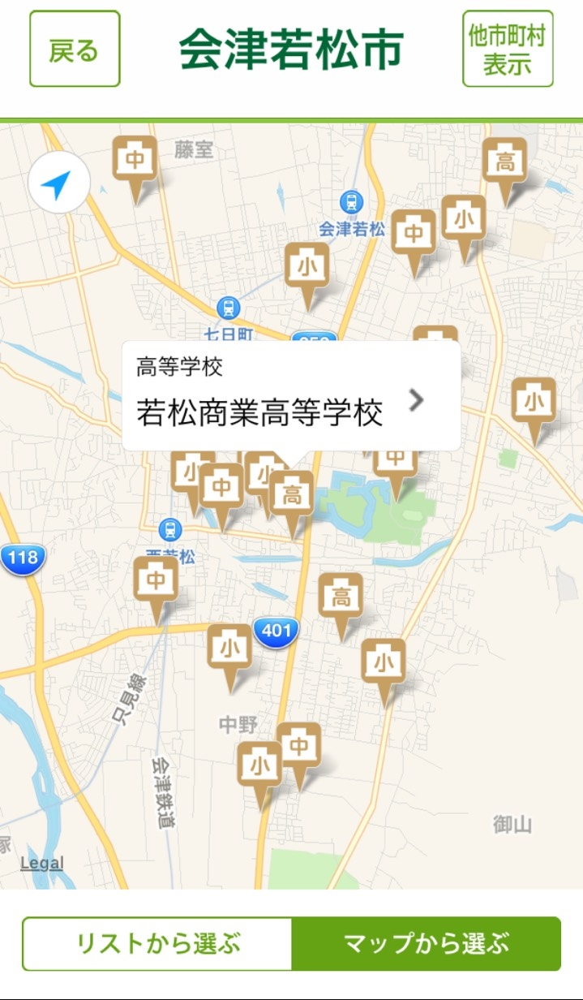 戻る
会津若松市
他市町村
表示
中
藤室
高
会津若松
中
小
小
七日町
高等学校
若松商業高等学校
小
小
中
小
高
中
118
西若松
中
高
401
小
小
只見線
中野
中
小
会津鉄道
御山
Legal
リストから選ぶ
マップから選ぶ